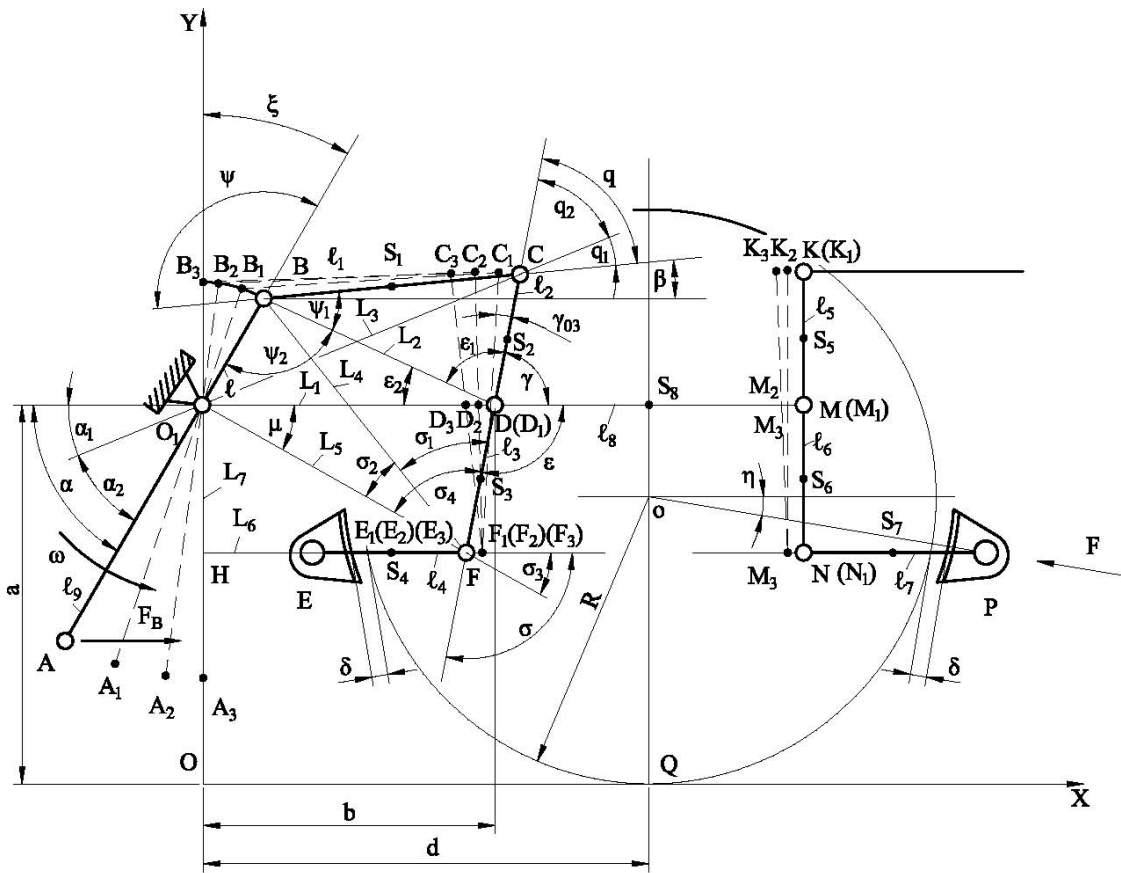 Y
ξ
ψ
q
q₂
q₁
β
B₃ B₂ B₁ B ℓ₁ S₁ C₃ C₂ C₁ C
K₃ K₂ K (K₁)
ℓ₂
ψ₁
L₃
γ₀₃
ℓ₅
L₂
S₂
S₅
ψ₂
ε₁
L₄
ε₂
γ
ℓ
L₁
S₈
M₂
M (M₁)
O₁
μ
D₃ D₂ D(D₁)
M₃
α₁
L₅
σ₁
ℓ₃
ε
ℓ₈
ℓ₆
α
α₂
σ₂
σ₄
S₃
S₆
L₇
η
o
ω
L₆
E₁(E₂)(E₃)
F₁(F₂)(F₃)
S₇
F
H
E
S₄
ℓ₄
F
σ₃
M₃
N (N₁)
ℓ₇
P
ℓ₉
a
F_B
R
σ
A
A₁
A₂
A₃
δ
δ
O
Q
X
b
d